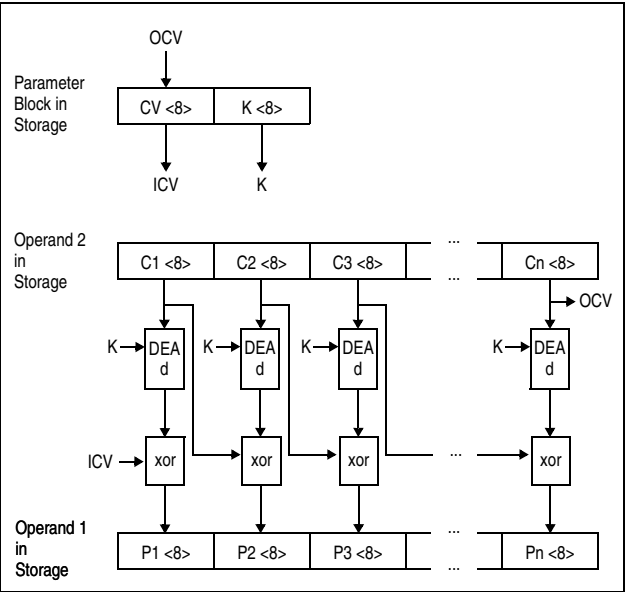 OCV
Parameter
Block in
Storage
CV <8> K <8>
ICV K
Operand 2
in
Storage
...
C1 <8> C2 <8> C3 <8> Cn <8>
...
OCV
K DEA d K DEA d K DEA d K DEA d
ICV xor xor xor ... xor
Operand 1
in
Storage
...
P1 <8> P2 <8> P3 <8> Pn <8>
...